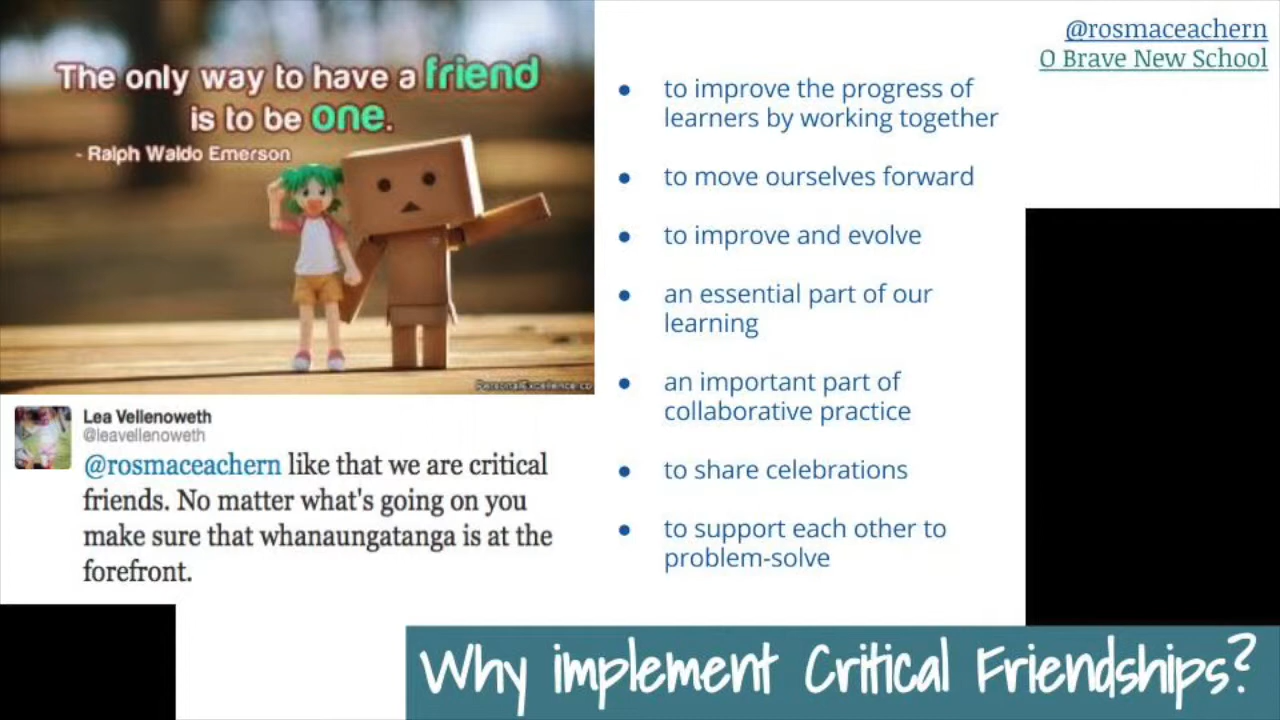 The only way to have a friend
is to be one.
- Ralph Waldo Emerson
PersonalExcellence.co
Lea Vellenoweth
@leavellenoweth
@rosmaceachern like that we are critical
friends. No matter what's going on you
make sure that whanaungatanga is at the
forefront.
@rosmaceachern
O Brave New School
● to improve the progress of
learners by working together
● to move ourselves forward
● to improve and evolve
● an essential part of our
learning
● an important part of
collaborative practice
● to share celebrations
● to support each other to
problem-solve
Why implement Critical Friendships?